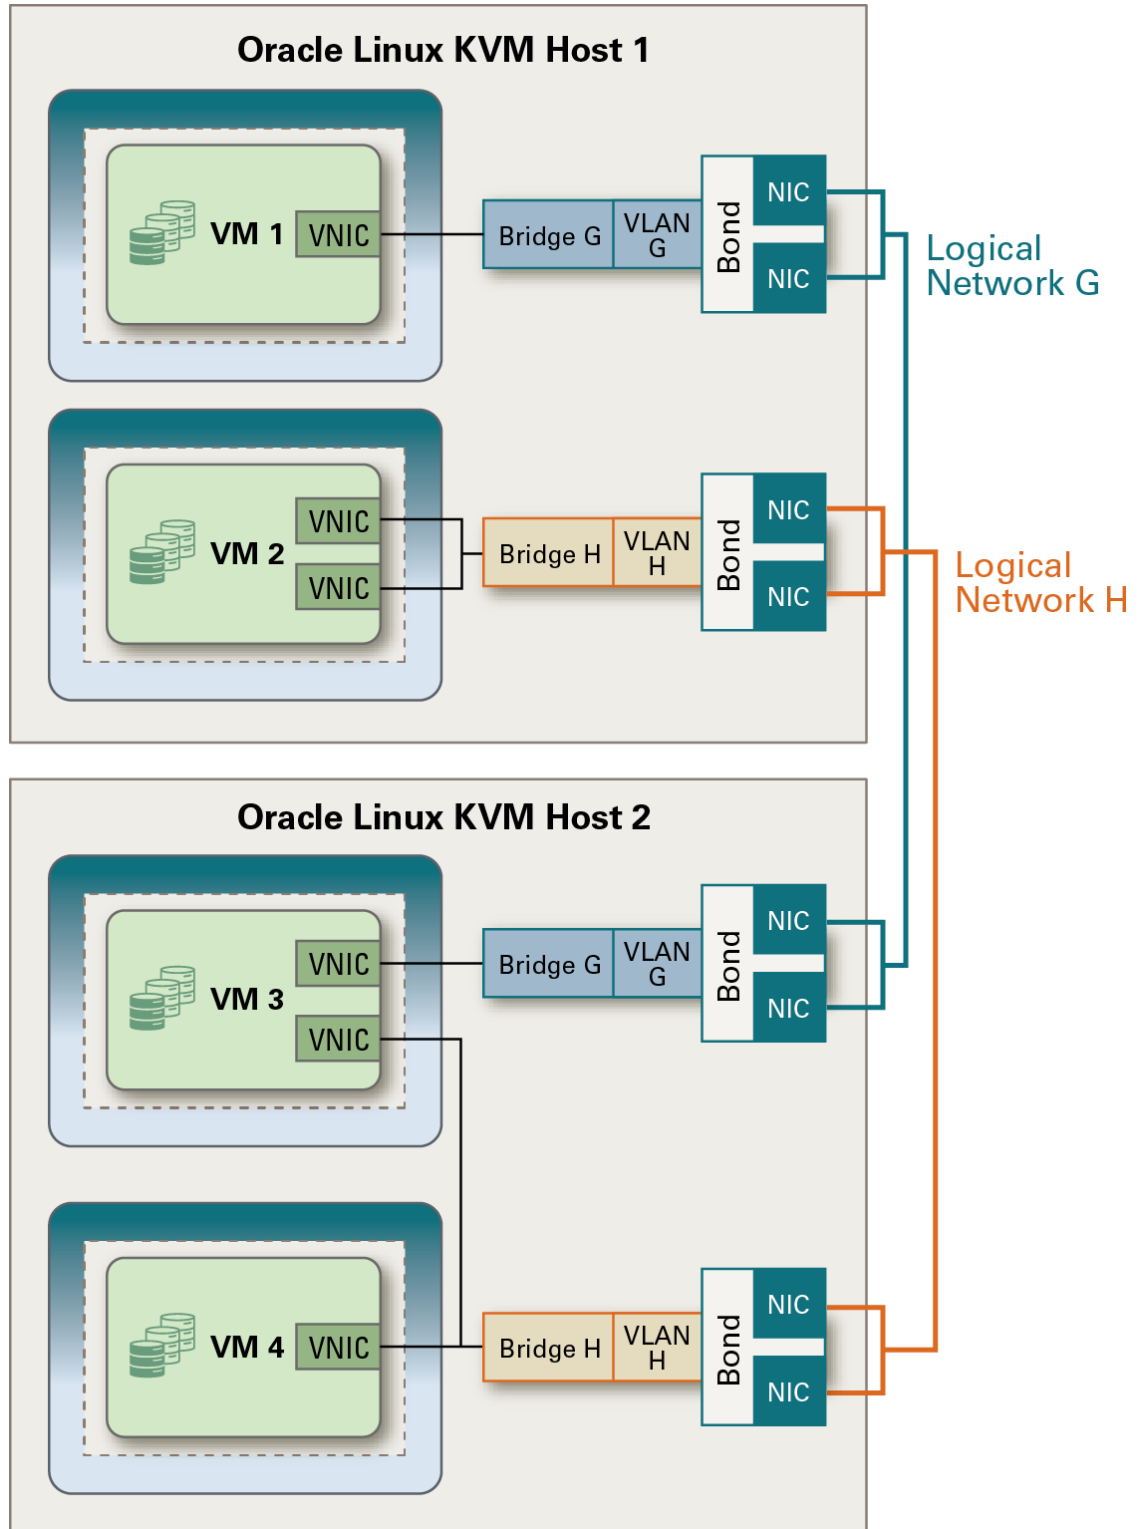 Oracle Linux KVM Host 1
VM 1
VNIC
Bridge G
VLAN
G
Bond
NIC
NIC
Logical
Network G
VM 2
VNIC
VNIC
Bridge H
VLAN
H
Bond
NIC
NIC
Logical
Network H
Oracle Linux KVM Host 2
VM 3
VNIC
VNIC
Bridge G
VLAN
G
Bond
NIC
NIC
VM 4
VNIC
Bridge H
VLAN
H
Bond
NIC
NIC